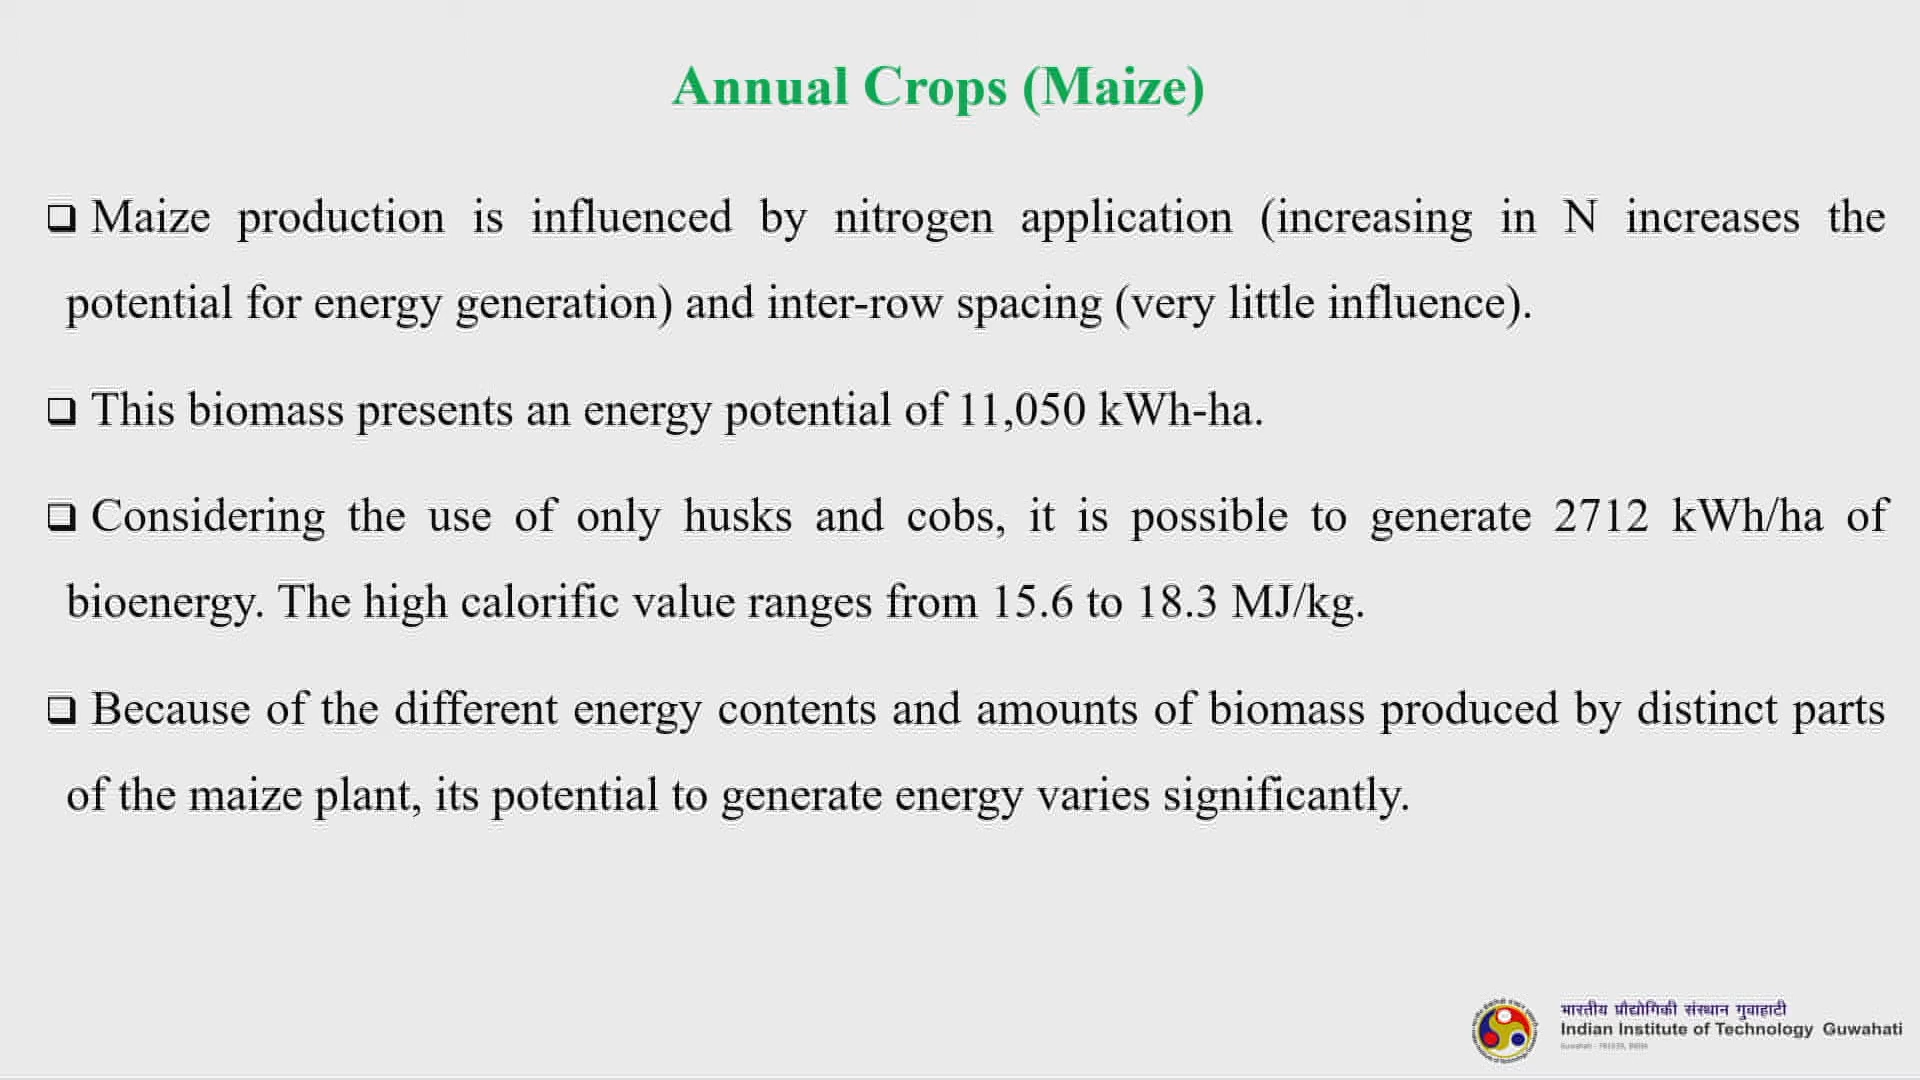 Annual Crops (Maize)
❑ Maize production is influenced by nitrogen application (increasing in N increases the
potential for energy generation) and inter-row spacing (very little influence).
❑ This biomass presents an energy potential of 11,050 kWh-ha.
❑ Considering the use of only husks and cobs, it is possible to generate 2712 kWh/ha of
bioenergy. The high calorific value ranges from 15.6 to 18.3 MJ/kg.
❑ Because of the different energy contents and amounts of biomass produced by distinct parts
of the maize plant, its potential to generate energy varies significantly.
भारतीय प्रौद्योगिकी संस्थान गुवाहाटी
Indian Institute of Technology Guwahati
Guwahati - 781039, INDIA